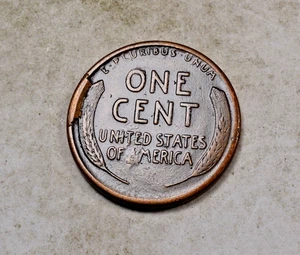 E·PLURIBUS·UNUM
ONE
CENT
UNITED STATES
OF AMERICA